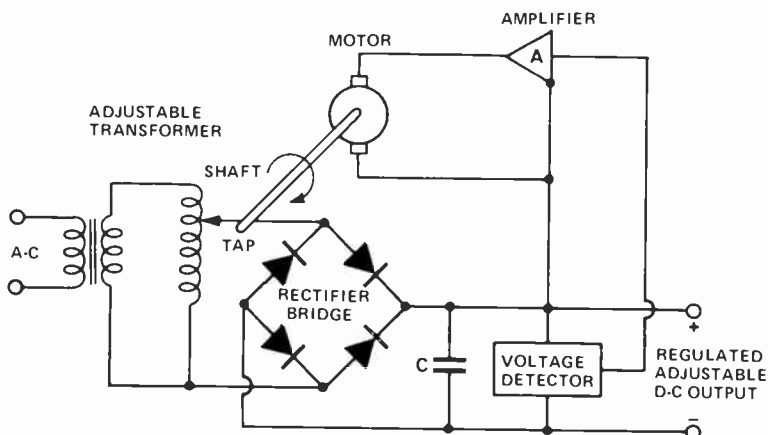 AMPLIFIER
MOTOR
A
ADJUSTABLE
TRANSFORMER
SHAFT
TAP
A-C
RECTIFIER
BRIDGE
C
VOLTAGE
DETECTOR
+
REGULATED
ADJUSTABLE
D-C OUTPUT
−